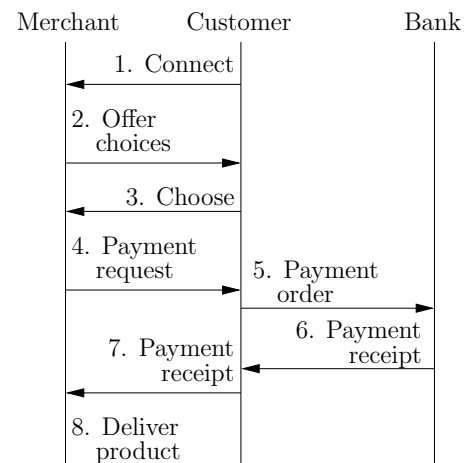 Merchant Customer Bank
1. Connect
2. Offer
choices
3. Choose
4. Payment
request
5. Payment
order
6. Payment
receipt
7. Payment
receipt
8. Deliver
product